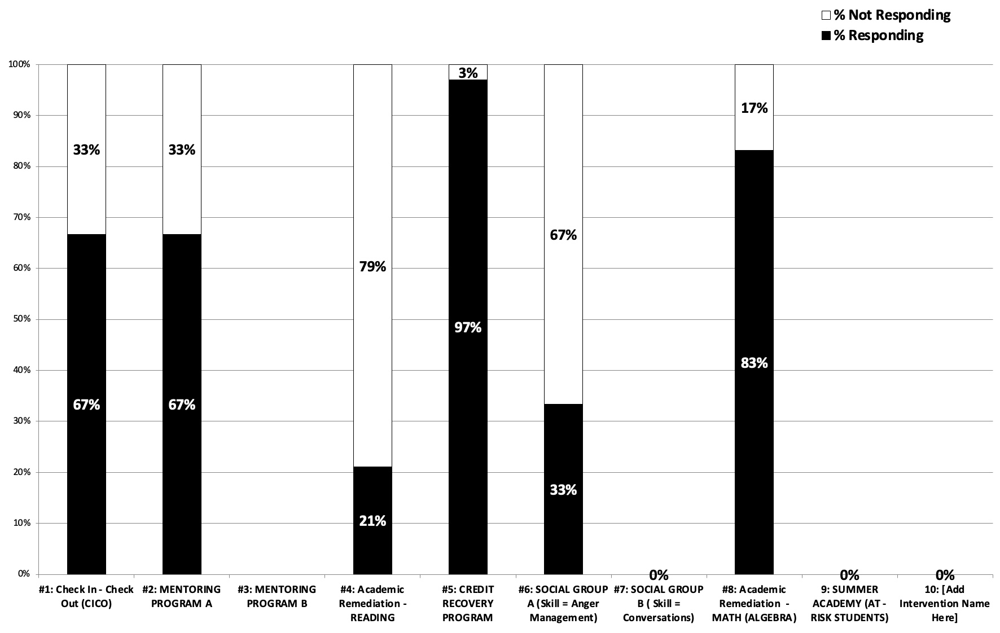 % Not Responding
% Responding
100%
90%
80%
70%
60%
50%
40%
30%
20%
10%
0%
33%
67%
33%
67%
79%
21%
3%
97%
67%
33%
0%
17%
83%
0%
0%
#1: Check In - Check
Out (CICO)
#2: MENTORING
PROGRAM A
#3: MENTORING
PROGRAM B
#4: Academic
Remediation -
READING
#5: CREDIT
RECOVERY
PROGRAM
#6: SOCIAL GROUP
A (Skill = Anger
Management)
#7: SOCIAL GROUP
B ( Skill =
Conversations)
#8: Academic
Remediation -
MATH (ALGEBRA)
9: SUMMER
ACADEMY (AT -
RISK STUDENTS)
10: [Add
Intervention Name
Here]